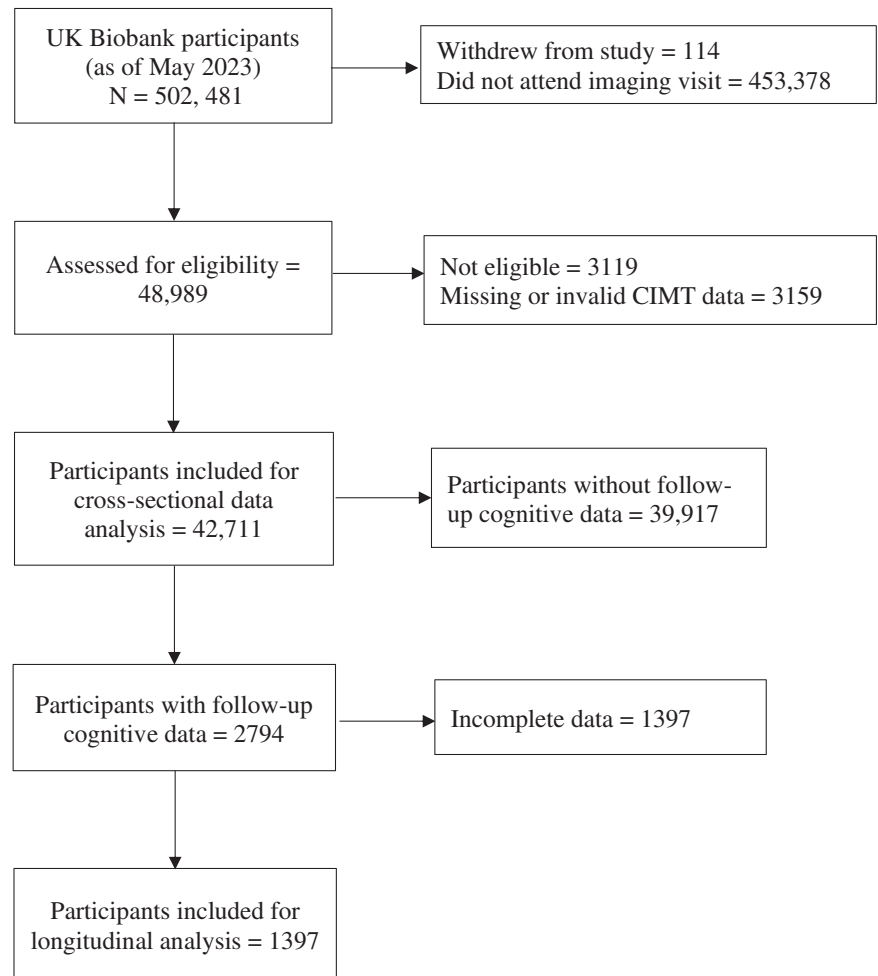 UK Biobank participants
(as of May 2023)
N = 502, 481
Withdrew from study = 114
Did not attend imaging visit = 453,378
Assessed for eligibility =
48,989
Not eligible = 3119
Missing or invalid CIMT data = 3159
Participants included for
cross-sectional data
analysis = 42,711
Participants without follow-
up cognitive data = 39,917
Participants with follow-up
cognitive data = 2794
Incomplete data = 1397
Participants included for
longitudinal analysis = 1397